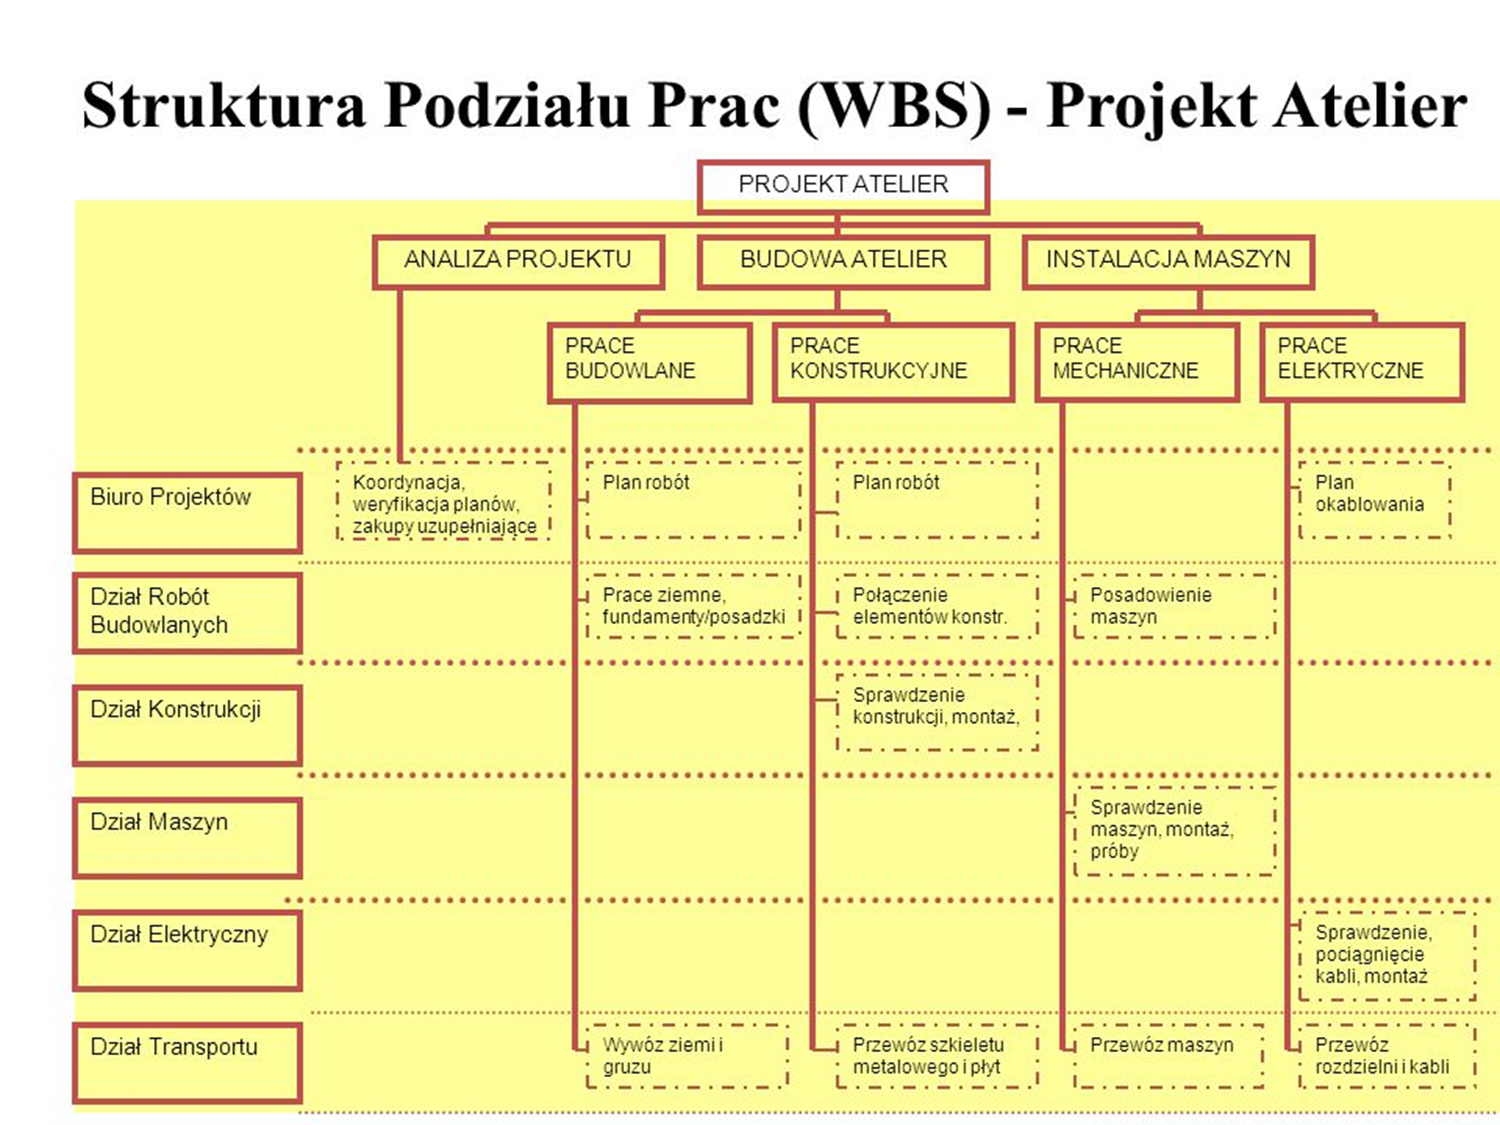 Struktura Podziału Prac (WBS) - Projekt Atelier
PROJEKT ATELIER
ANALIZA PROJEKTU
BUDOWA ATELIER
INSTALACJA MASZYN
PRACE
BUDOWLANE
PRACE
KONSTRUKCYJNE
PRACE
MECHANICZNE
PRACE
ELEKTRYCZNE
Biuro Projektów
Koordynacja,
weryfikacja planów,
zakupy uzupełniające
Plan robót
Plan robót
Plan
okablowania
Dział Robót
Budowlanych
Prace ziemne,
fundamenty/posadzki
Połączenie
elementów konstr.
Posadowienie
maszyn
Dział Konstrukcji
Sprawdzenie
konstrukcji, montaż,
Dział Maszyn
Sprawdzenie
maszyn, montaż,
próby
Dział Elektryczny
Sprawdzenie,
pociągnięcie
kabli, montaż
Dział Transportu
Wywóz ziemi i
gruzu
Przewóz szkieletu
metalowego i płyt
Przewóz maszyn
Przewóz
rozdzielni i kabli